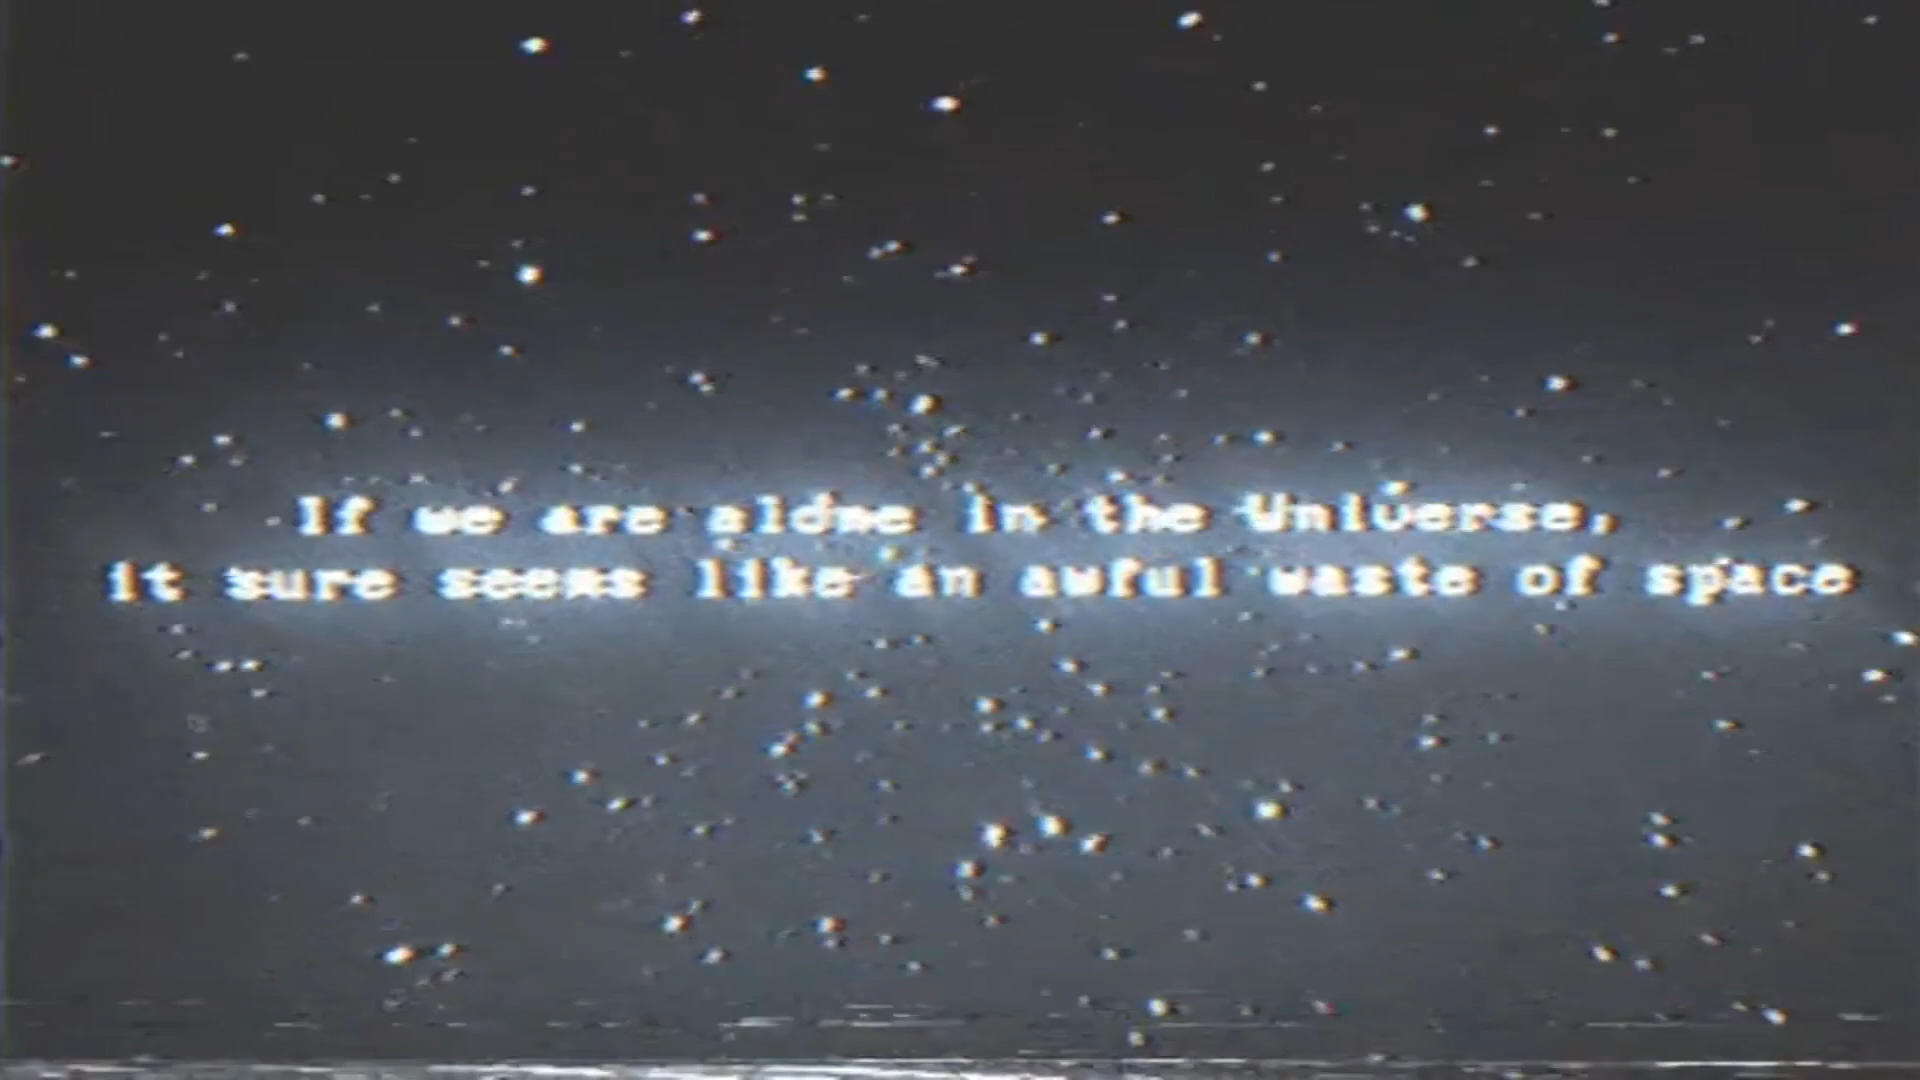 If we are alone in the Universe,
it sure seems like an awful waste of space